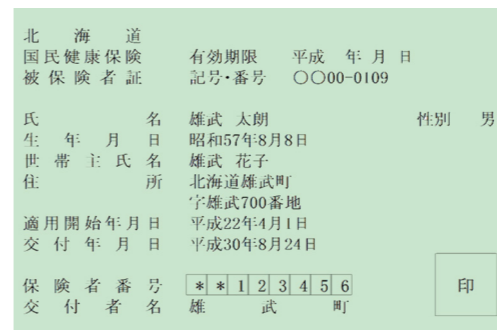 北海道
国民健康保険 有効期限 平成 年 月 日
被保険者証 記号・番号 〇〇00-0109
氏名 雄武 太朗 性別 男
生年月日 昭和57年8月8日
世帯主氏名 雄武 花子
住所 北海道雄武町
字雄武700番地
適用開始年月日 平成22年4月1日
交付年月日 平成30年8月24日
保険者番号 **123456
交付者名 雄武町
印